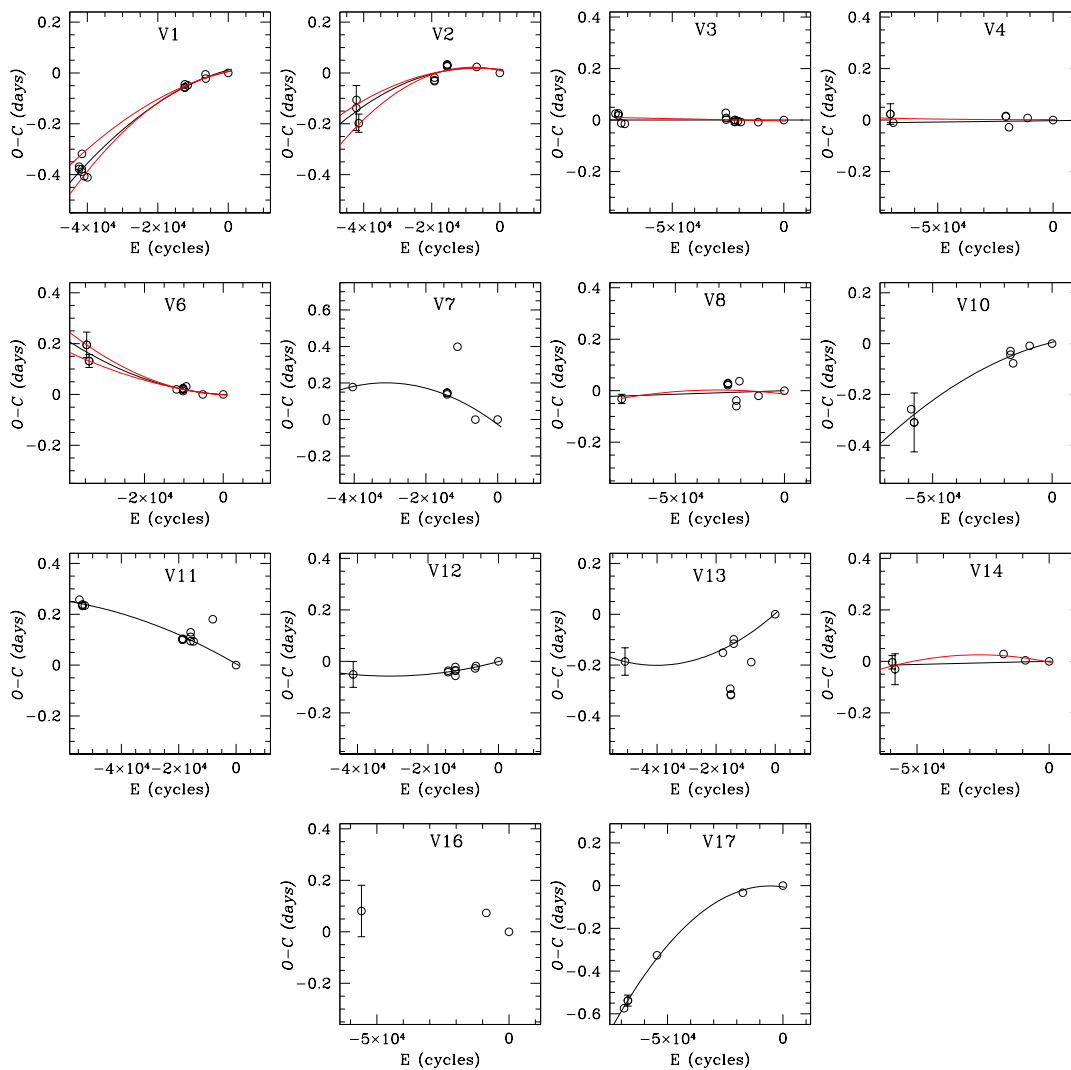 V1 V2 V3 V4
0.2 0.2 0.4 0.4
0 0 0.2 0.2
−0.2 −0.2 0 0
−0.4 −0.4 −0.2 −0.2
O−C (days) O−C (days) O−C (days) O−C (days)
−4×10⁴ −2×10⁴ 0 −4×10⁴ −2×10⁴ 0 −5×10⁴ 0 −5×10⁴ 0
E (cycles) E (cycles) E (cycles) E (cycles)
V6 V7 V8 V10
0.4 0.6 0.4 0.2
0.2 0.4 0.2 0
0 0.2 0 −0.2
−0.2 0 −0.2 −0.4
−0.2
O−C (days) O−C (days) O−C (days) O−C (days)
−2×10⁴ 0 −4×10⁴ −2×10⁴ 0 −5×10⁴ 0 −5×10⁴ 0
E (cycles) E (cycles) E (cycles) E (cycles)
V11 V12 V13 V14
0.4 0.4 0.2 0.4
0.2 0.2 0 0.2
0 0 −0.2 0
−0.2 −0.2 −0.4 −0.2
O−C (days) O−C (days) O−C (days) O−C (days)
−4×10⁴ −2×10⁴ 0 −4×10⁴ −2×10⁴ 0 −4×10⁴ −2×10⁴ 0 −5×10⁴ 0
E (cycles) E (cycles) E (cycles) E (cycles)
V16 V17
0.4 0.2
0.2 0
0 −0.2
−0.2 −0.4
−0.6
O−C (days) O−C (days)
−5×10⁴ 0 −5×10⁴ 0
E (cycles) E (cycles)